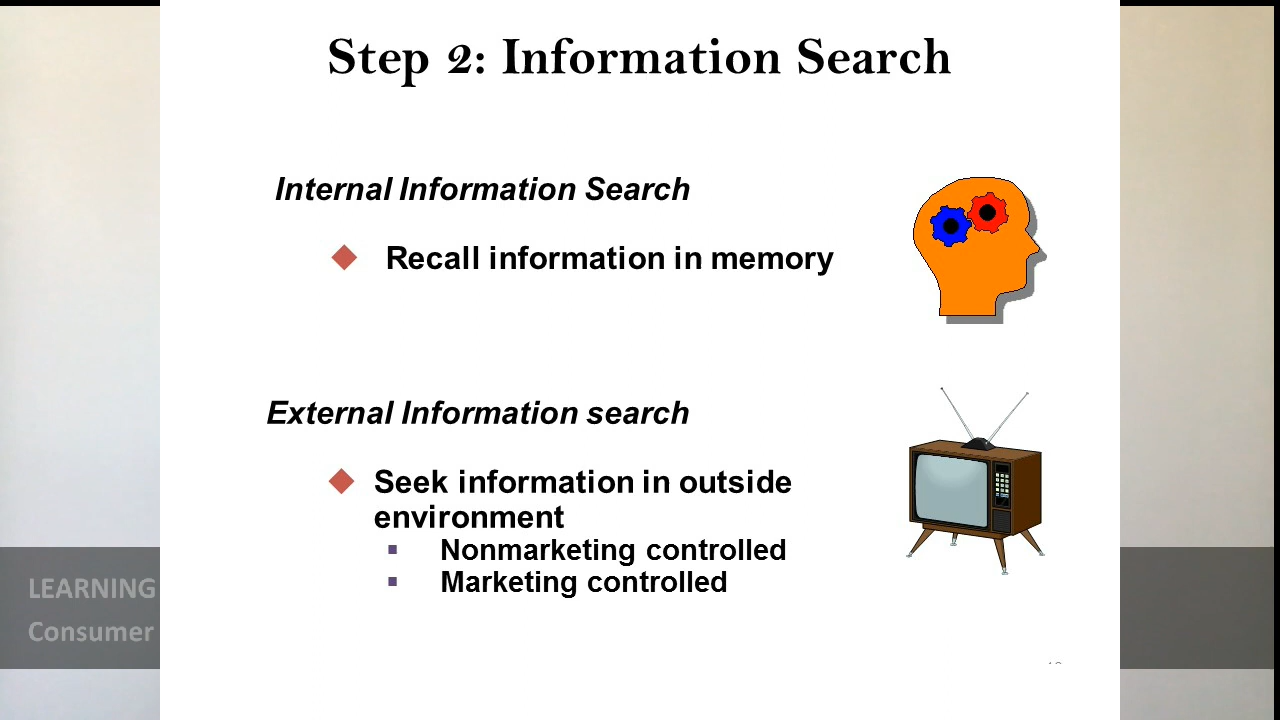 Step 2: Information Search
Internal Information Search
Recall information in memory
External Information search
Seek information in outside
environment
Nonmarketing controlled
Marketing controlled
LEARNING
Consumer